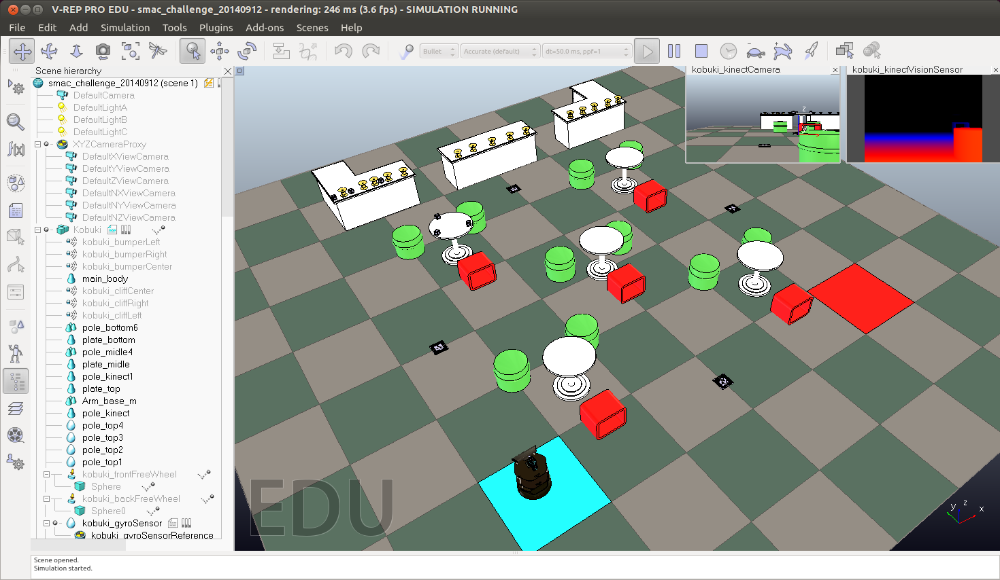 V-REP PRO EDU - smac_challenge_20140912 - rendering: 246 ms (3.6 fps) - SIMULATION RUNNING
File Edit Add Simulation Tools Plugins Add-ons Scenes Help
Bullet Accurate (default) dt=50.0 ms, ppf=1
Scene hierarchy
kobuki_kinectCamera
kobuki_kinectVisionSensor
smac_challenge_20140912 (scene 1)
DefaultCamera
DefaultLightA
DefaultLightB
DefaultLightC
XYZCameraProxy
DefaultXViewCamera
DefaultYViewCamera
DefaultZViewCamera
DefaultNXViewCamera
DefaultNYViewCamera
DefaultNZViewCamera
Kobuki
kobuki_bumperLeft
kobuki_bumperRight
kobuki_bumperCenter
main_body
kobuki_cliffCenter
kobuki_cliffRight
kobuki_cliffLeft
pole_bottom6
plate_bottom
pole_midle4
plate_midle
pole_kinect1
plate_top
Arm_base_m
pole_kinect
pole_top4
pole_top3
pole_top2
pole_top1
kobuki_frontFreeWheel
Sphere
kobuki_backFreeWheel
Sphere0
kobuki_gyroSensor
kobuki_gyroSensorReference
f(x)
RT
z
EDU
y z x
Scene opened.
Simulation started.